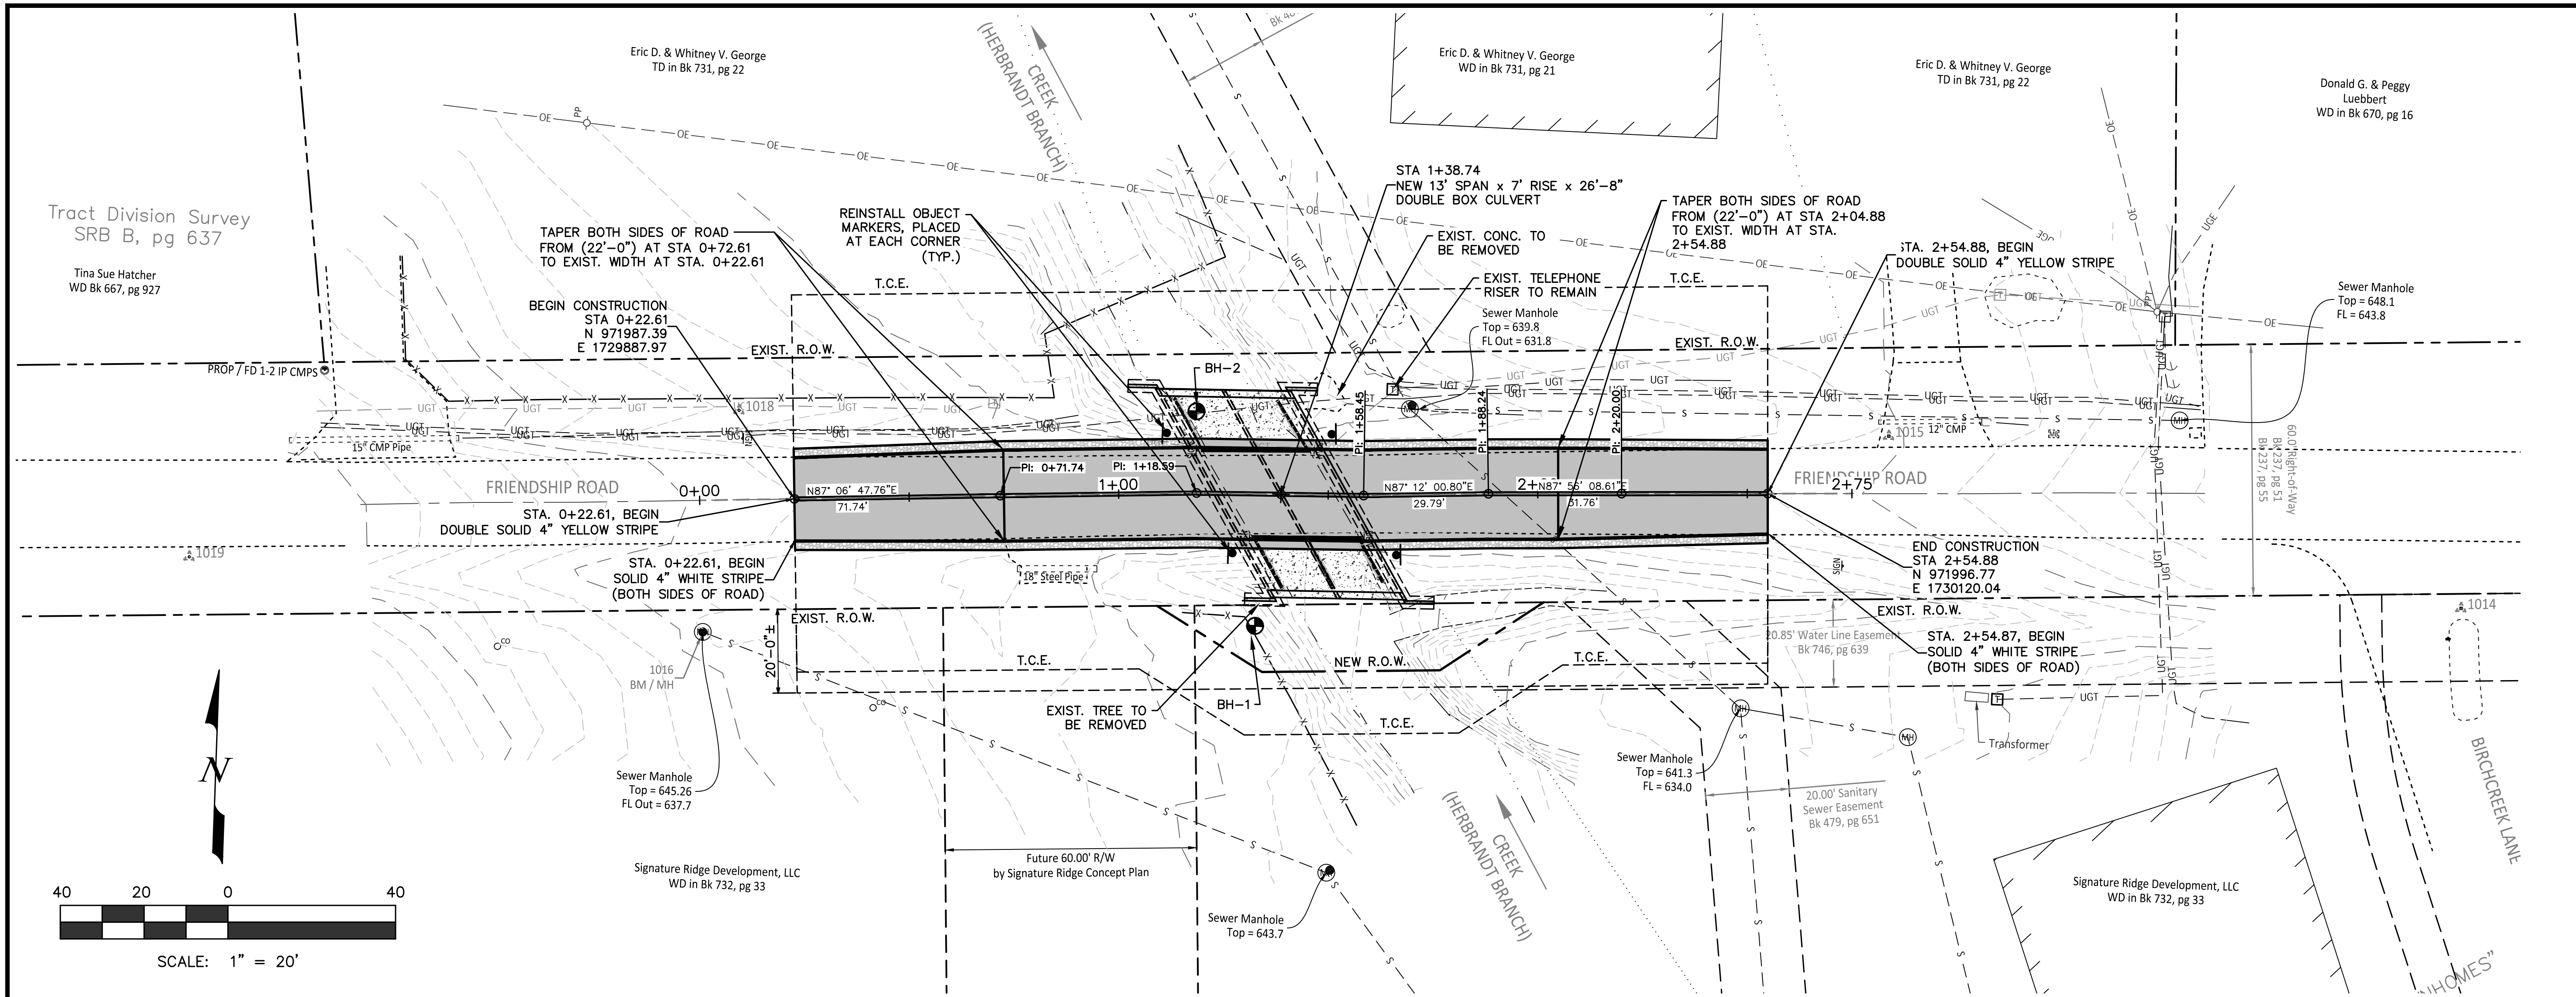 Eric D. & Whitney V. George
TD in Bk 731, pg 22
CREEK
(HERBRANDT BRANCH)
Eric D. & Whitney V. George
WD in Bk 731, pg 21
Eric D. & Whitney V. George
TD in Bk 731, pg 22
Donald G. & Peggy
Luebbert
WD in Bk 670, pg 16
Tract Division Survey
SRB B, pg 637
Tina Sue Hatcher
WD Bk 667, pg 927
PP
TAPER BOTH SIDES OF ROAD
FROM (22'-0") AT STA 0+72.61
TO EXIST. WIDTH AT STA. 0+22.61
REINSTALL OBJECT
MARKERS, PLACED
AT EACH CORNER
(TYP.)
STA 1+38.74
NEW 13' SPAN x 7' RISE x 26'-8"
DOUBLE BOX CULVERT
EXIST. CONC. TO
BE REMOVED
EXIST. TELEPHONE
RISER TO REMAIN
TAPER BOTH SIDES OF ROAD
FROM (22'-0") AT STA 2+04.88
TO EXIST. WIDTH AT STA.
2+54.88
STA. 2+54.88, BEGIN
DOUBLE SOLID 4" YELLOW STRIPE
Sewer Manhole
Top = 648.1
FL = 643.8
BEGIN CONSTRUCTION
STA 0+22.61
N 971987.39
E 1729887.97
T.C.E.
T.C.E.
Sewer Manhole
Top = 639.8
FL Out = 631.8
EXIST. R.O.W.
EXIST. R.O.W.
PROP / FD 1-2 IP CMPS
1018
BH-2
1015
12" CMP
15" CMP Pipe
60.0' Right-of-Way
Bk 237, pg 51
Bk 237, pg 55
FRIENDSHIP ROAD
0+00
N87° 06' 47.76"E
71.74'
PI: 0+71.74
1+00
PI: 1+18.59
PI: 1+58.45
N87° 12' 00.80"E
29.79'
PI: 1+88.24
N87° 56' 08.61"E
31.76'
PI: 2+20.00
FRIENDSHIP ROAD
2+75
STA. 0+22.61, BEGIN
DOUBLE SOLID 4" YELLOW STRIPE
1019
STA. 0+22.61, BEGIN
SOLID 4" WHITE STRIPE
(BOTH SIDES OF ROAD)
18" Steel Pipe
SIGN
END CONSTRUCTION
STA 2+54.88
N 971996.77
E 1730120.04
EXIST. R.O.W.
EXIST. R.O.W.
1014
STA. 2+54.87, BEGIN
SOLID 4" WHITE STRIPE
(BOTH SIDES OF ROAD)
20.85' Water Line Easement
Bk 746, pg 639
20'-0"±
1016
BM / MH
CO
CO
T.C.E.
NEW R.O.W.
T.C.E.
T.C.E.
EXIST. TREE TO
BE REMOVED
BH-1
Transformer
N
Sewer Manhole
Top = 645.26
FL Out = 637.7
Sewer Manhole
Top = 641.3
FL = 634.0
20.00' Sanitary
Sewer Easement
Bk 479, pg 651
BIRCHCREEK LANE
CREEK
(HERBRANDT BRANCH)
Future 60.00' R/W
by Signature Ridge Concept Plan
Signature Ridge Development, LLC
WD in Bk 732, pg 33
Signature Ridge Development, LLC
WD in Bk 732, pg 33
Sewer Manhole
Top = 643.7
40 20 0 40
SCALE: 1" = 20'